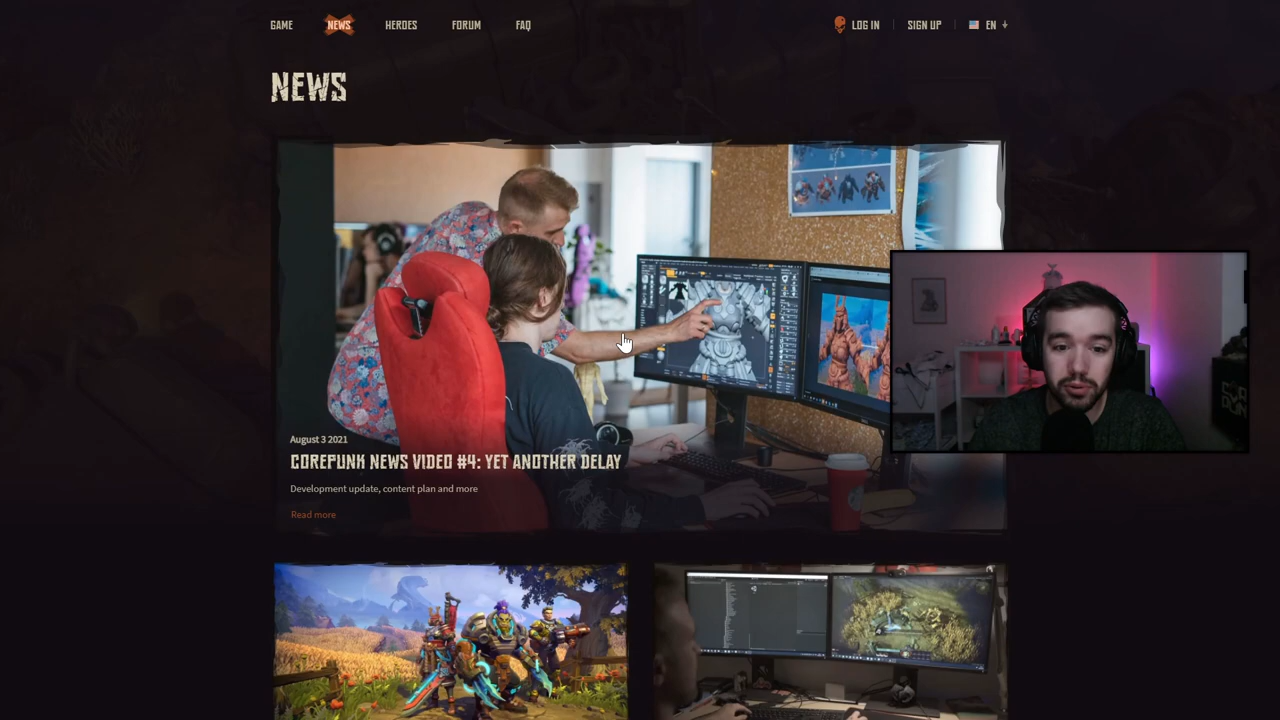 GAME
NEWS
HEROES
FORUM
FAQ
LOG IN
SIGN UP
EN
NEWS
August 3 2021
COREPUNK NEWS VIDEO #4: YET ANOTHER DELAY
Development update, content plan and more
Read more